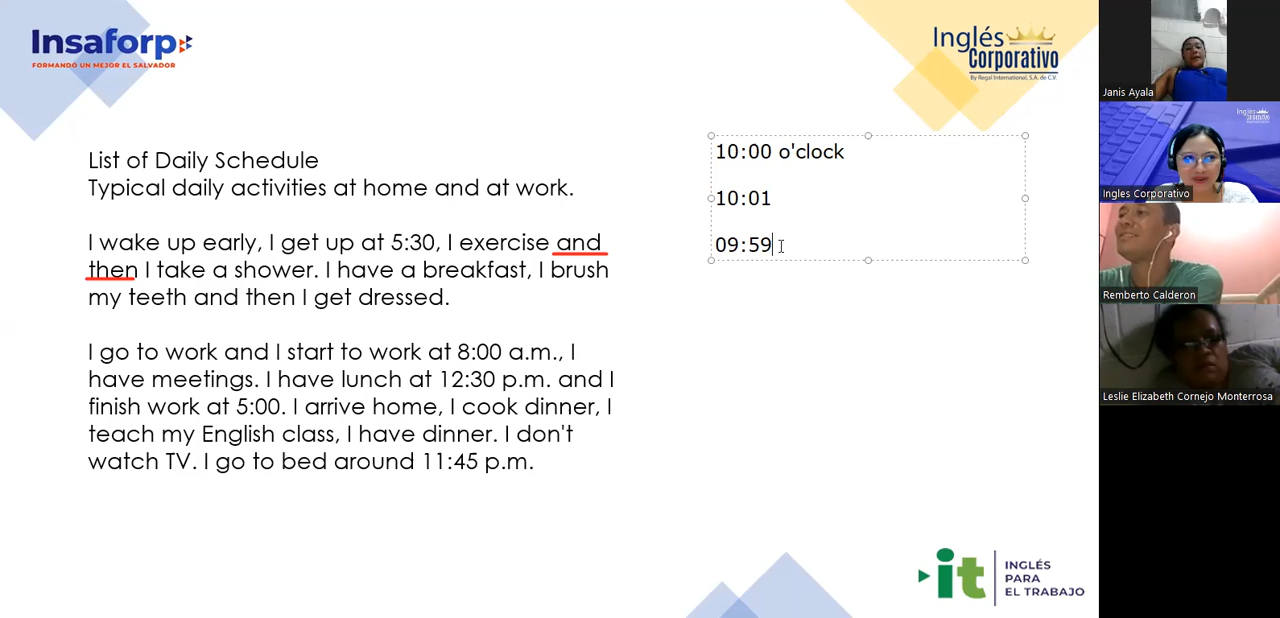 Insaforp
FORMANDO UN MEJOR EL SALVADOR
Inglés
Corporativo
By Regal International, S.A. de C.V.
List of Daily Schedule
Typical daily activities at home and at work.
I wake up early, I get up at 5:30, I exercise and
then I take a shower. I have a breakfast, I brush
my teeth and then I get dressed.
I go to work and I start to work at 8:00 a.m., I
have meetings. I have lunch at 12:30 p.m. and I
finish work at 5:00. I arrive home, I cook dinner, I
teach my English class, I have dinner. I don't
watch TV. I go to bed around 11:45 p.m.
10:00 o'clock
10:01
09:59
it
INGLÉS
PARA
EL TRABAJO
Janis Ayala
Inglés
Corporativo
Ingles Corporativo
Remberto Calderon
Leslie Elizabeth Cornejo Monterrosa